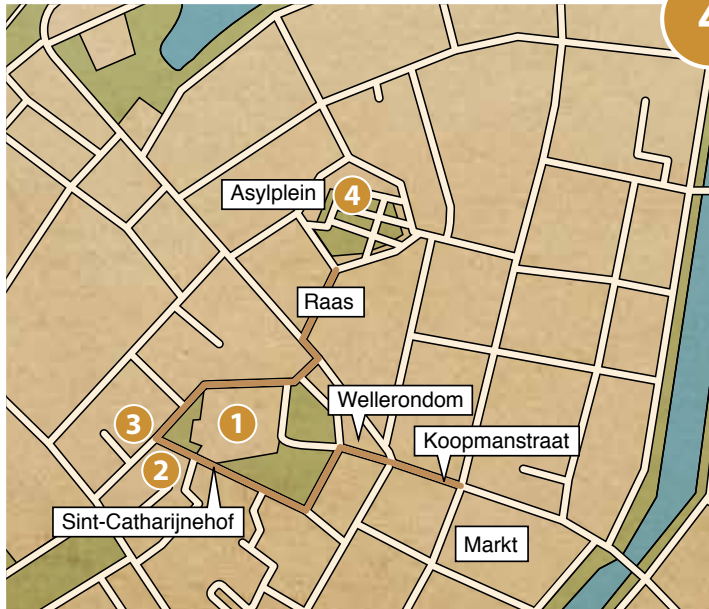 4
Asylplein
4
Raas
Wellerondom
3
1
Koopmanstraat
2
Sint-Catharijnehof
Markt